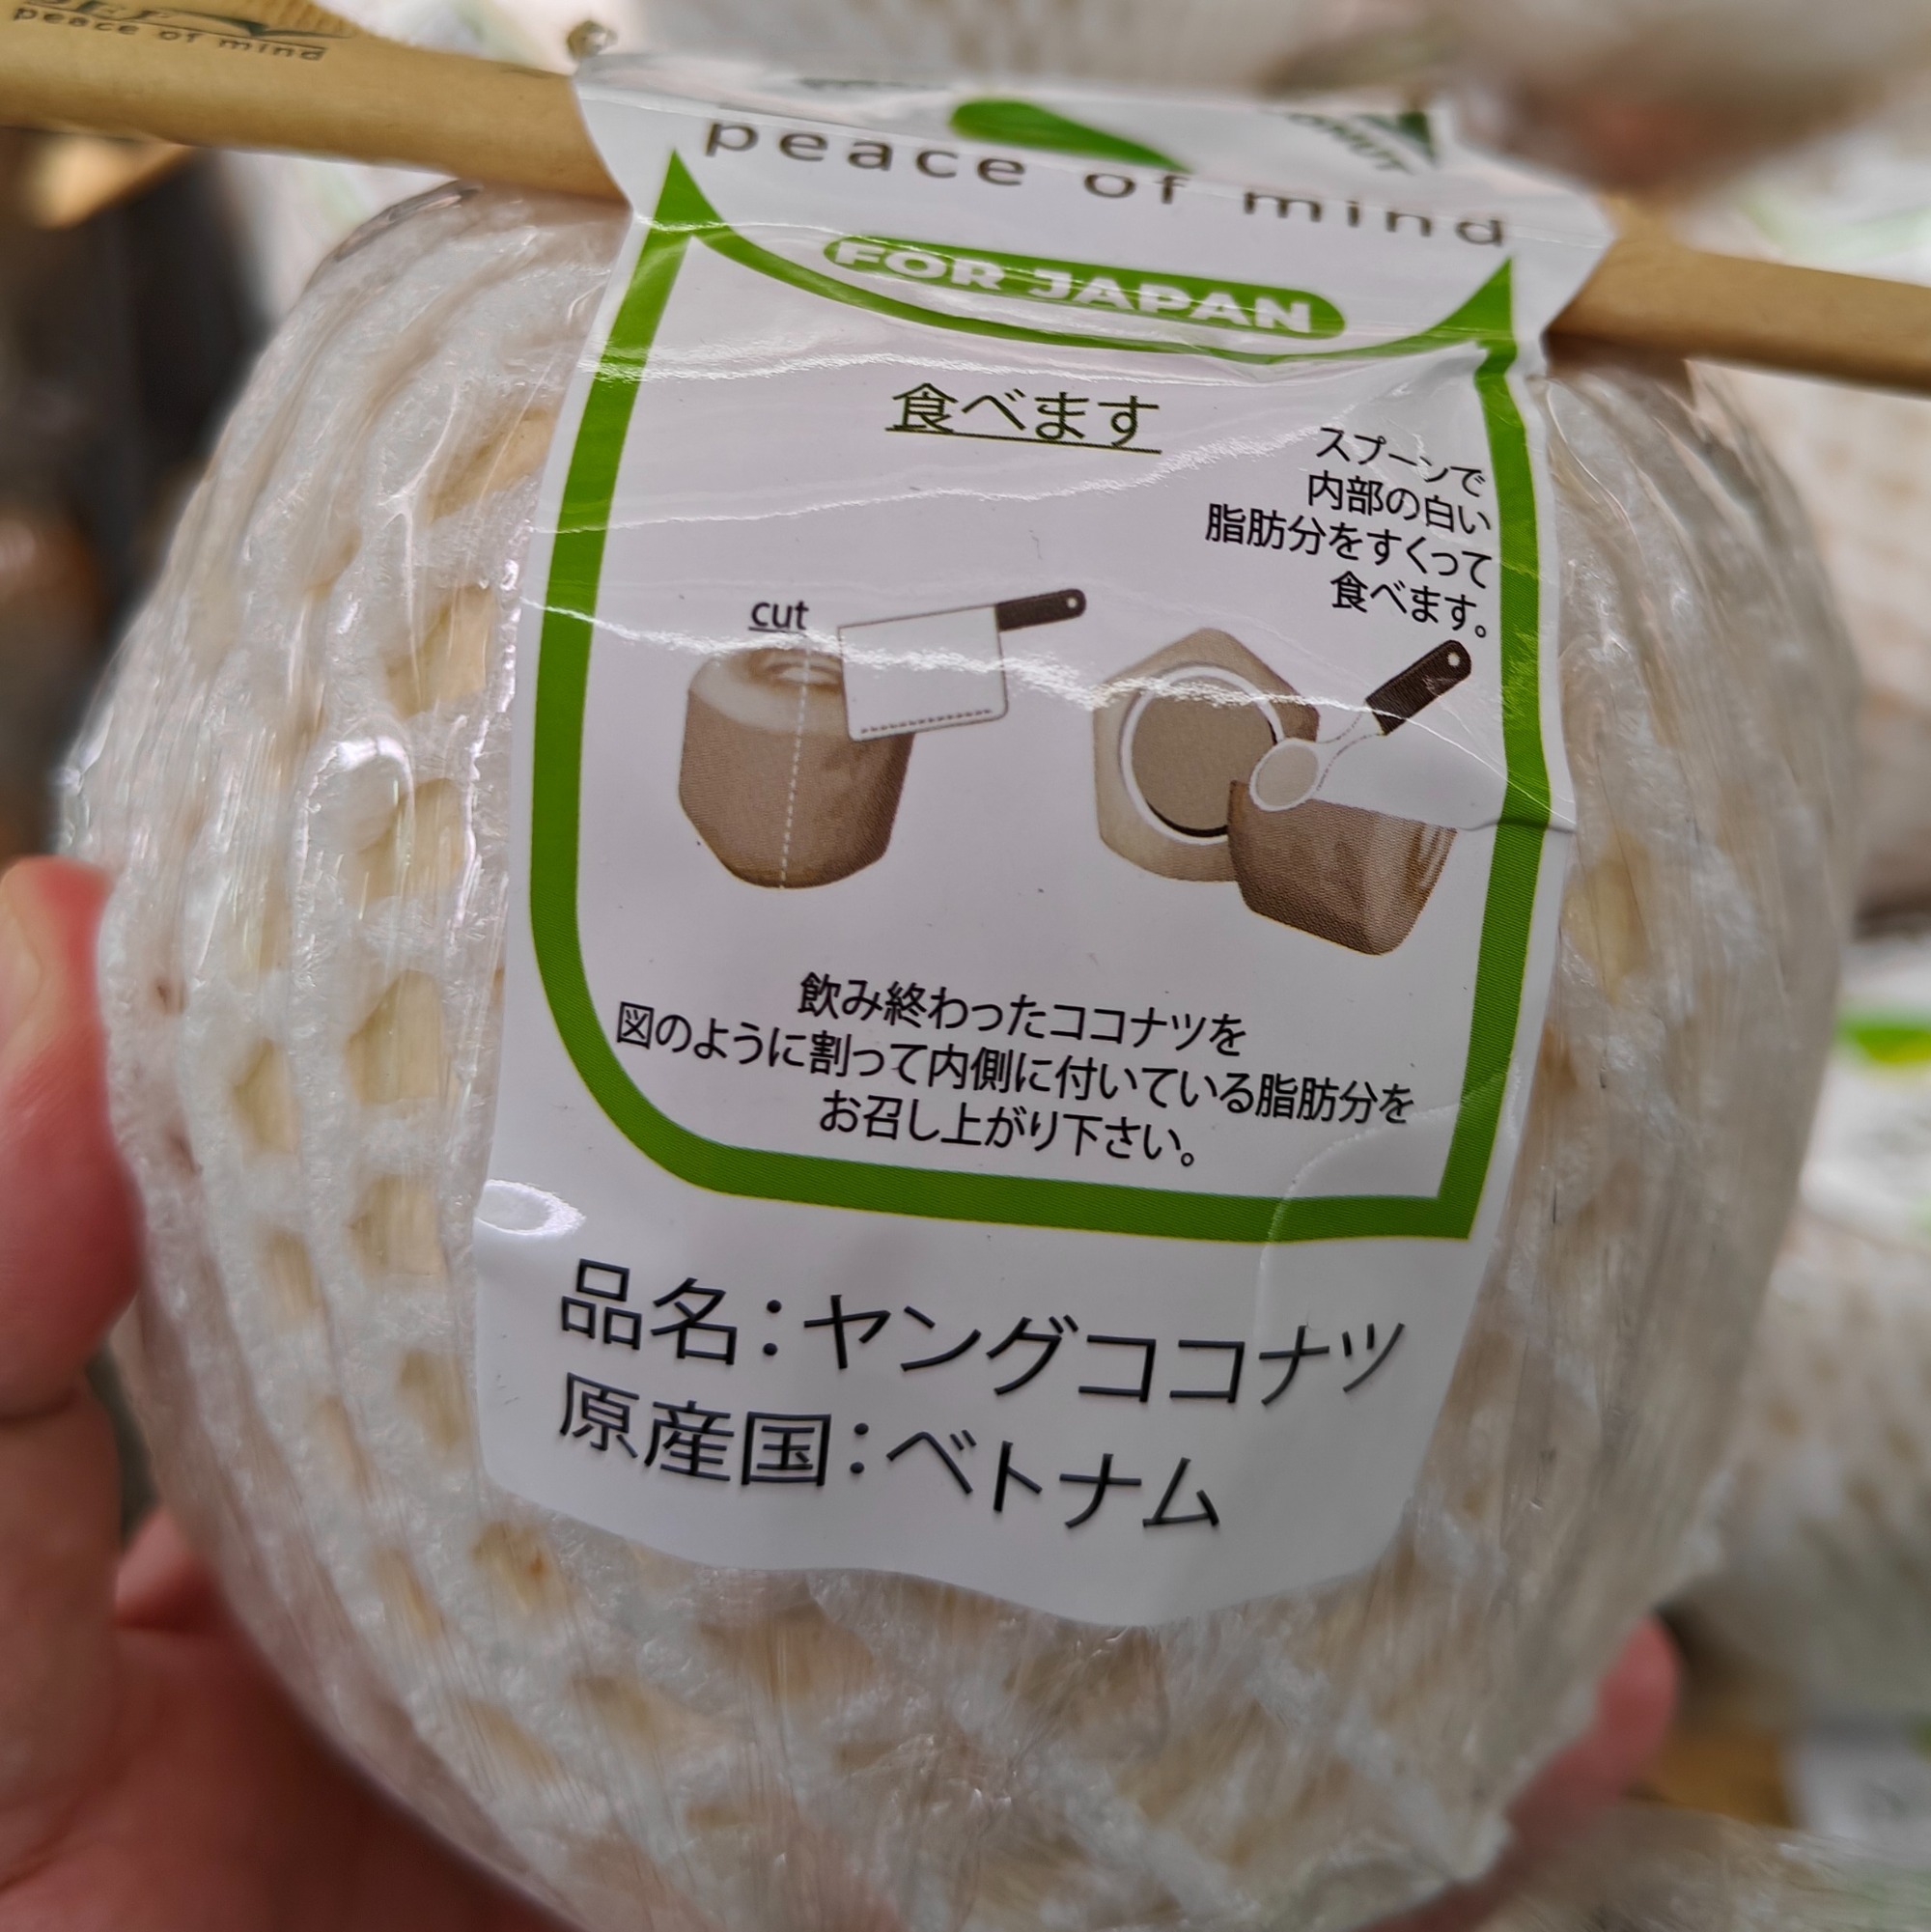 peace of mind
peace of mind
FOR JAPAN
食べます
スプーンで
内部の白い
脂肪分をすくって
食べます。
cut
飲み終わったココナツを
図のように割って内側に付いている脂肪分を
お召し上がり下さい。
品名：ヤングココナツ
原産国：ベトナム